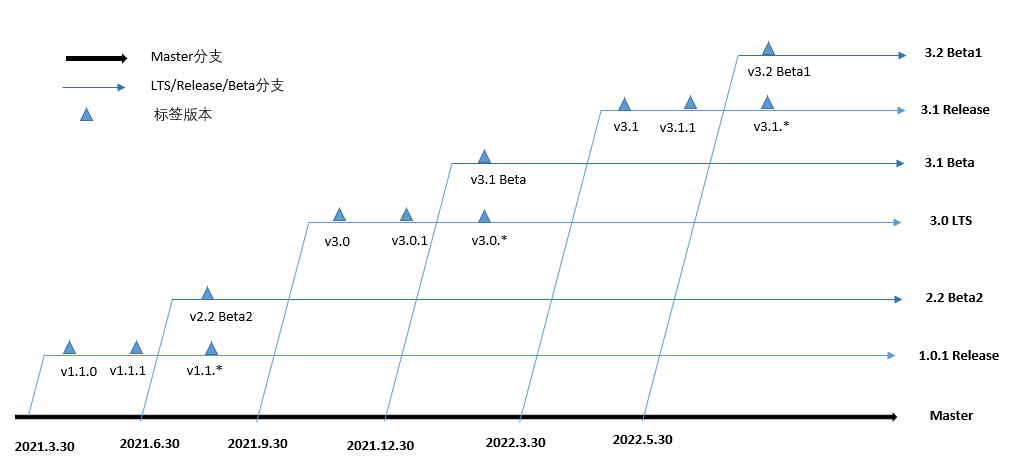 Master分支
LTS/Release/Beta分支
标签版本
3.2 Beta1
v3.2 Beta1
3.1 Release
v3.1
v3.1.1
v3.1.*
3.1 Beta
v3.1 Beta
3.0 LTS
v3.0
v3.0.1
v3.0.*
2.2 Beta2
v2.2 Beta2
1.0.1 Release
v1.1.0
v1.1.1
v1.1.*
Master
2021.3.30
2021.6.30
2021.9.30
2021.12.30
2022.3.30
2022.5.30